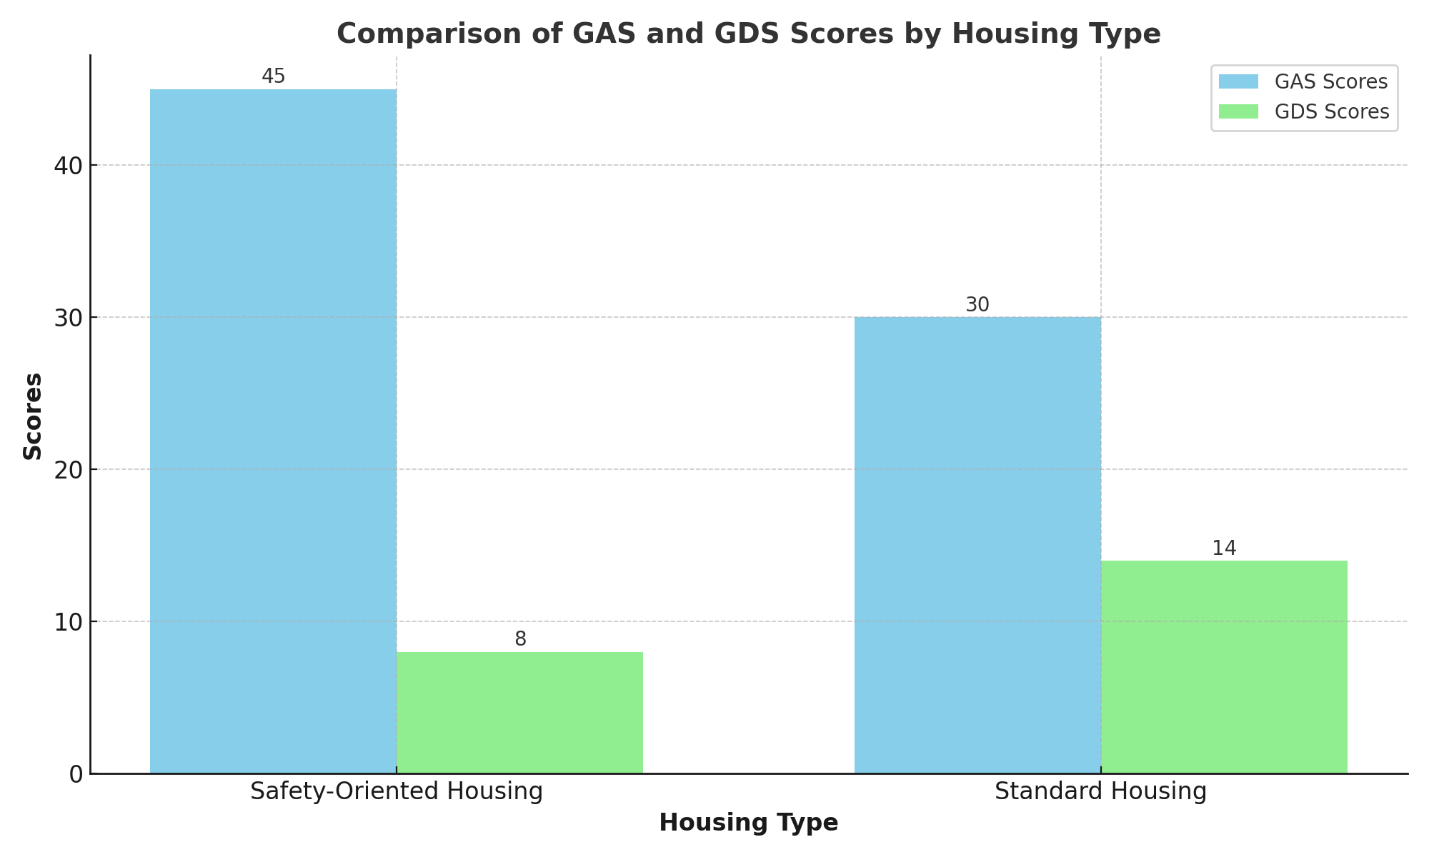 Comparison of GAS and GDS Scores by Housing Type
GAS Scores
GDS Scores
45
8
30
14
40
30
20
10
0
Scores
Safety-Oriented Housing
Standard Housing
Housing Type